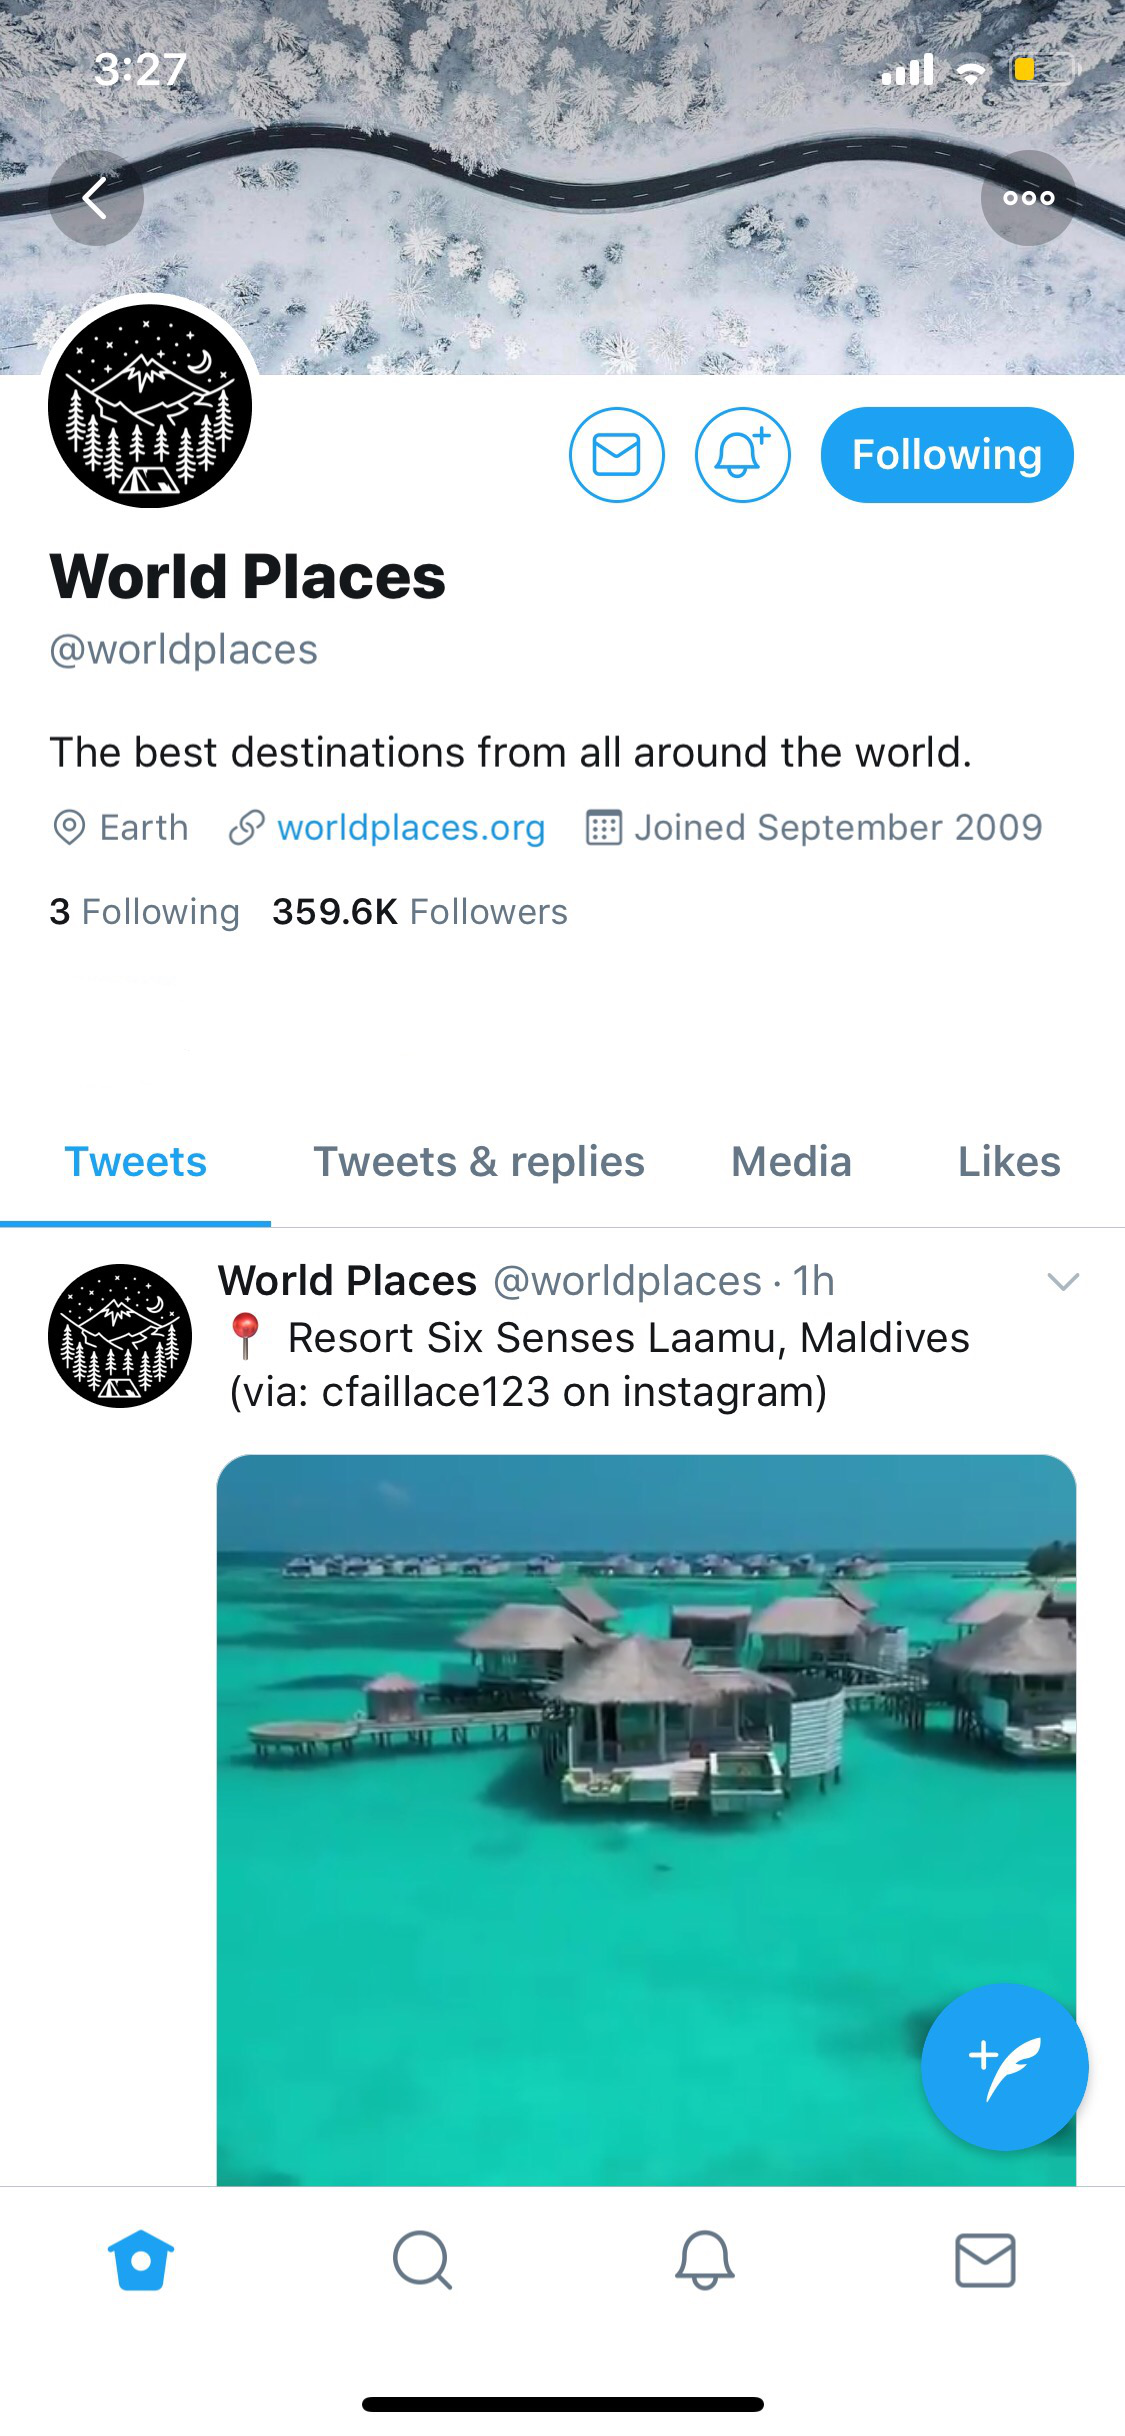 3:27
Following
World Places
@worldplaces
The best destinations from all around the world.
Earth worldplaces.org Joined September 2009
3 Following 359.6K Followers
Tweets Tweets & replies Media Likes
World Places @worldplaces · 1h
📍 Resort Six Senses Laamu, Maldives
(via: cfaillace123 on instagram)